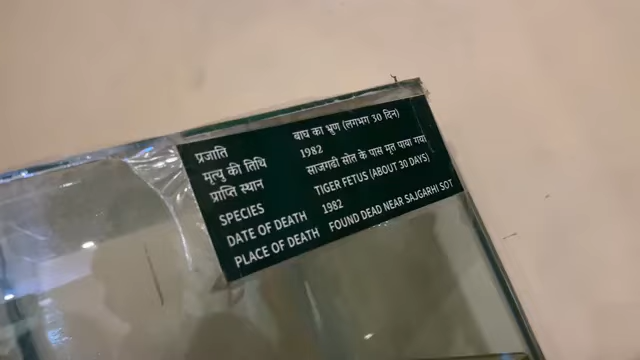 प्रजाति बाघ का भ्रूण (लगभग 30 दिन)
मृत्यु की तिथि 1982
प्राप्ति स्थान साजगढी सोत के पास मृत पाया गया
SPECIES TIGER FETUS (ABOUT 30 DAYS)
DATE OF DEATH 1982
PLACE OF DEATH FOUND DEAD NEAR SAJGARHI SOT